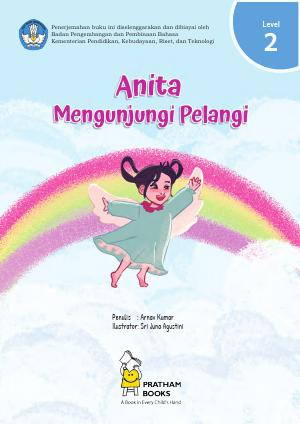 Penerjemahan buku ini diselenggarakan dan dibiayai oleh
Badan Pengembangan dan Pembinaan Bahasa
Kementerian Pendidikan, Kebudayaan, Riset, dan Teknologi
Level
2
Anita
Mengunjungi Pelangi
Penulis : Arnav Kumar
Ilustrator: Sri Juna Agustini
PRATHAM
BOOKS
A Book in Every Child's Hand